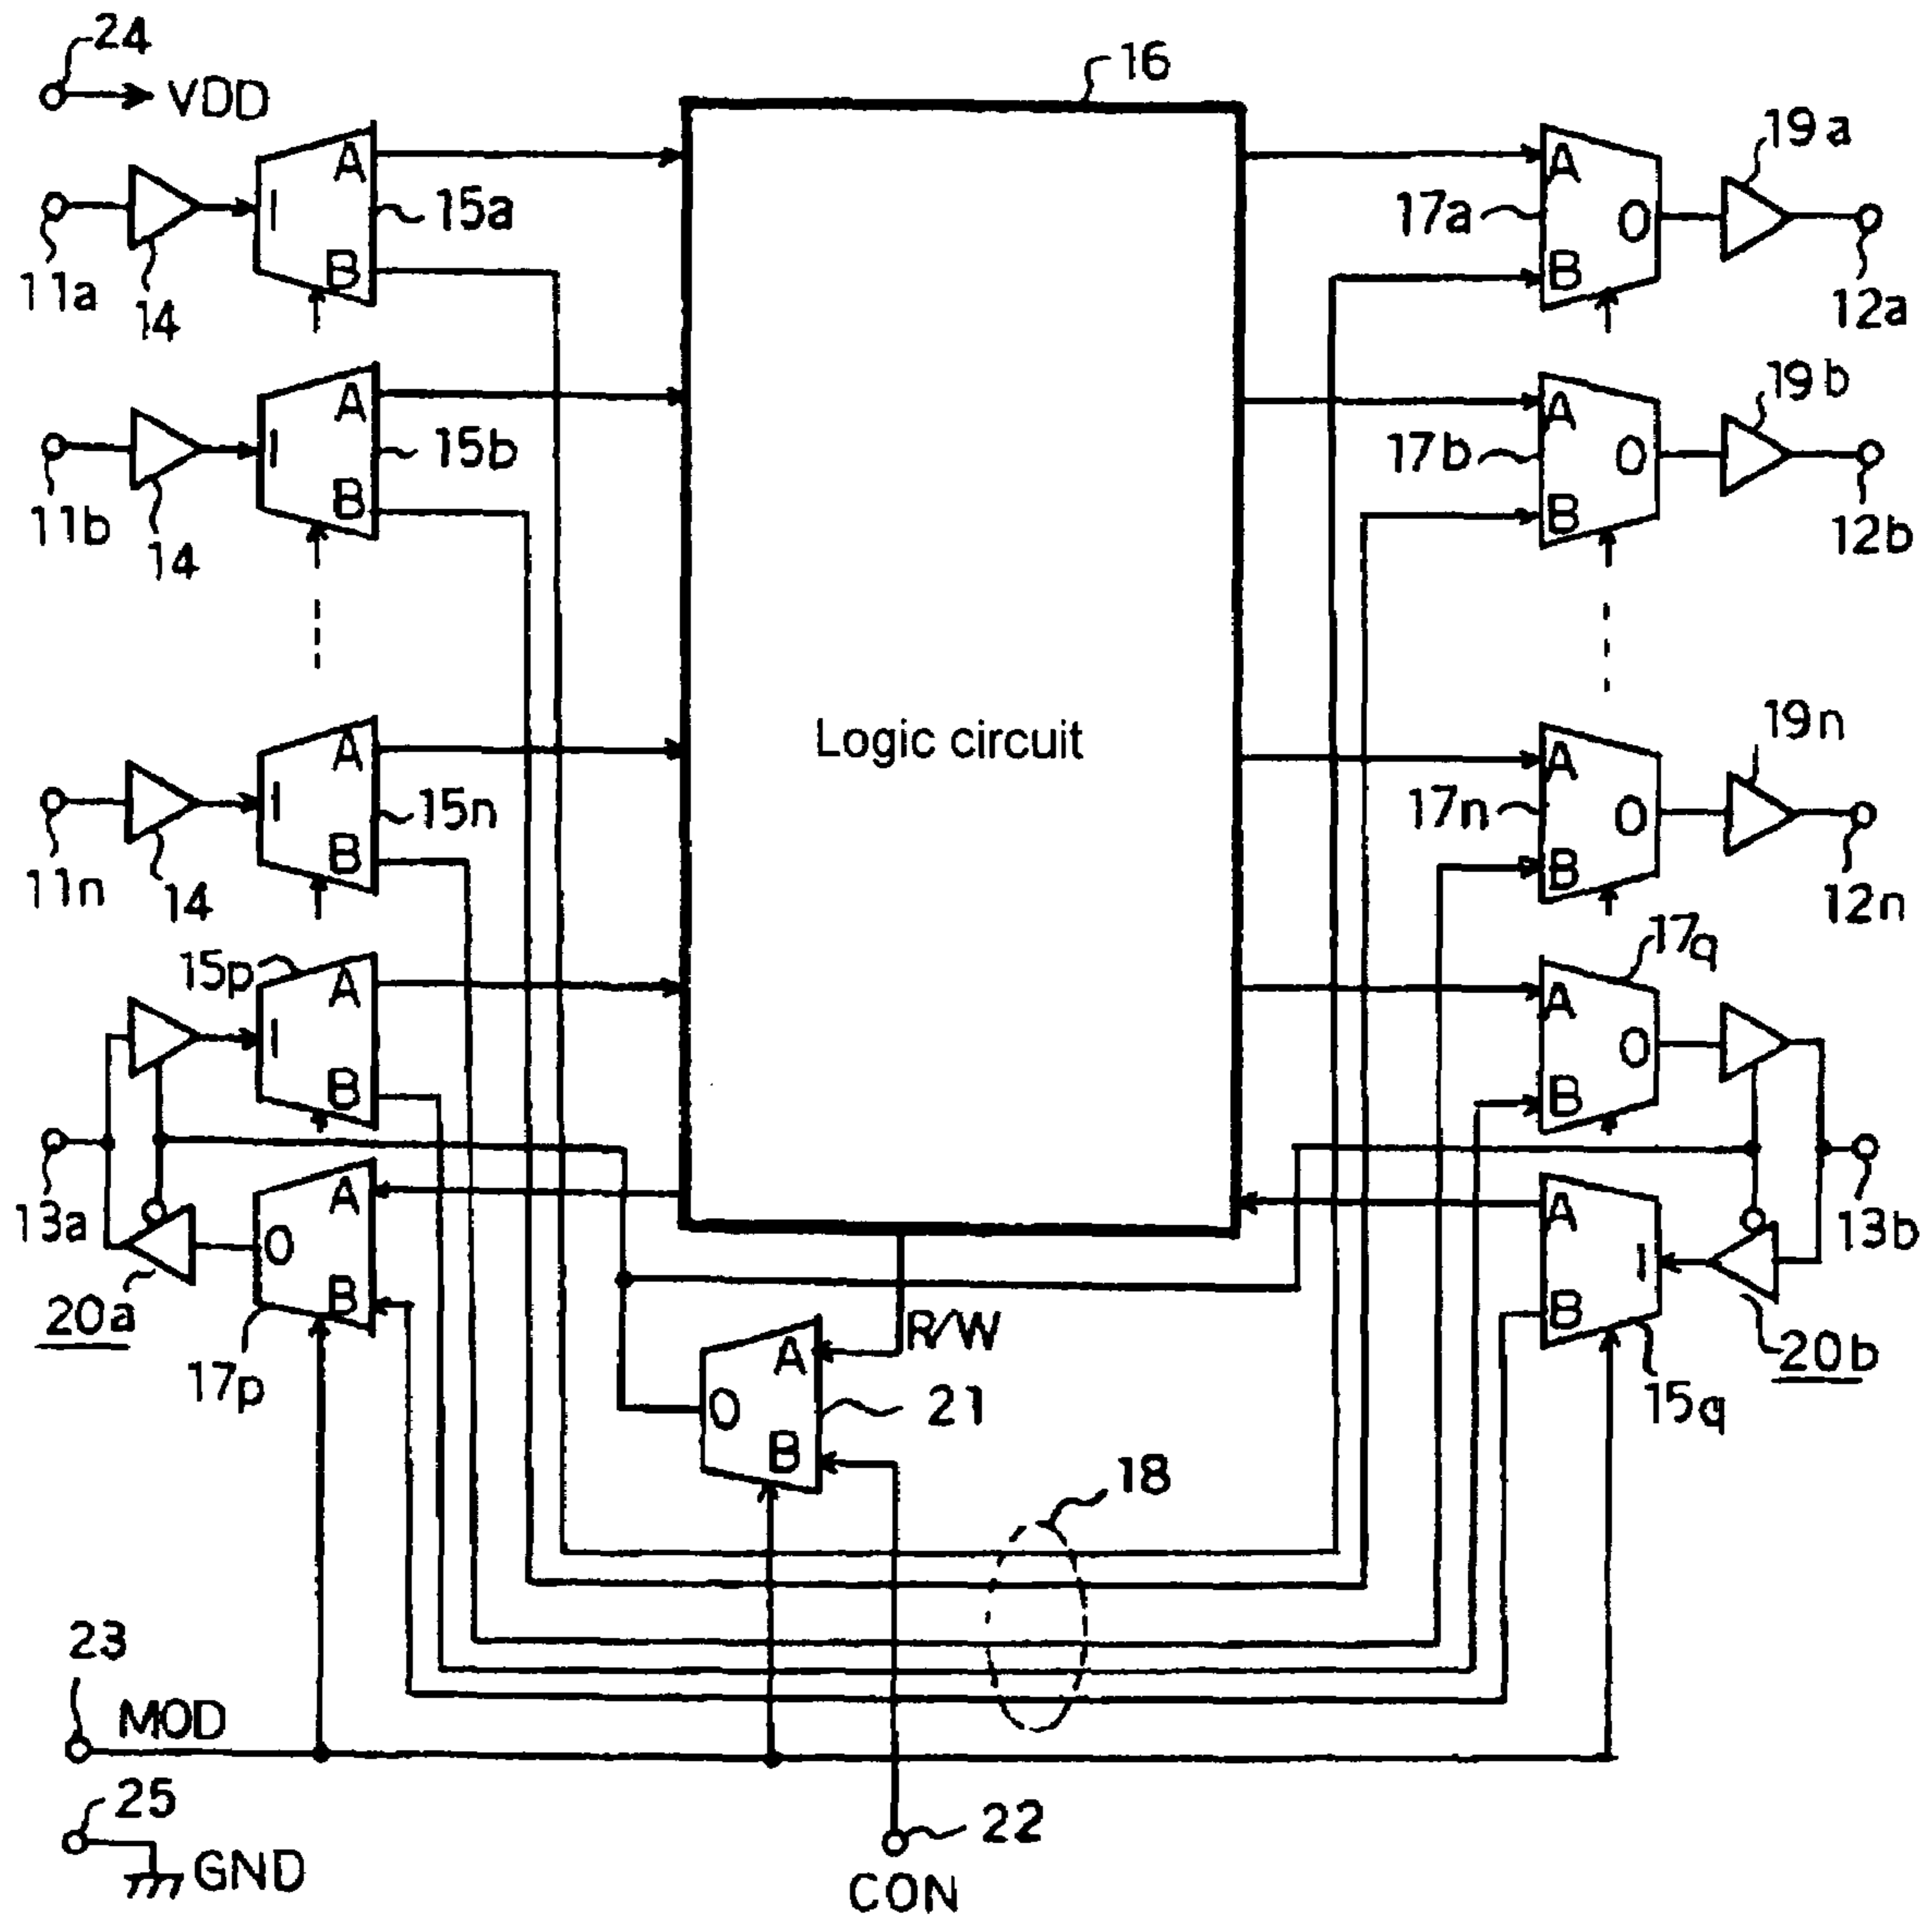 24
VDD
16
19a
A
I
B
15a
11a
14
A
B
O
17a
12a
19b
A
I
B
15b
11b
14
A
B
O
17b
12b
Logic circuit
19n
A
I
B
15n
11n
14
A
B
O
17n
12n
15p
A
I
B
17q
A
B
O
13a
13b
A
O
B
20a
17p
A
I
B
20b
15q
R/W
A
O
B
21
18
23
MOD
25
GND
22
CON